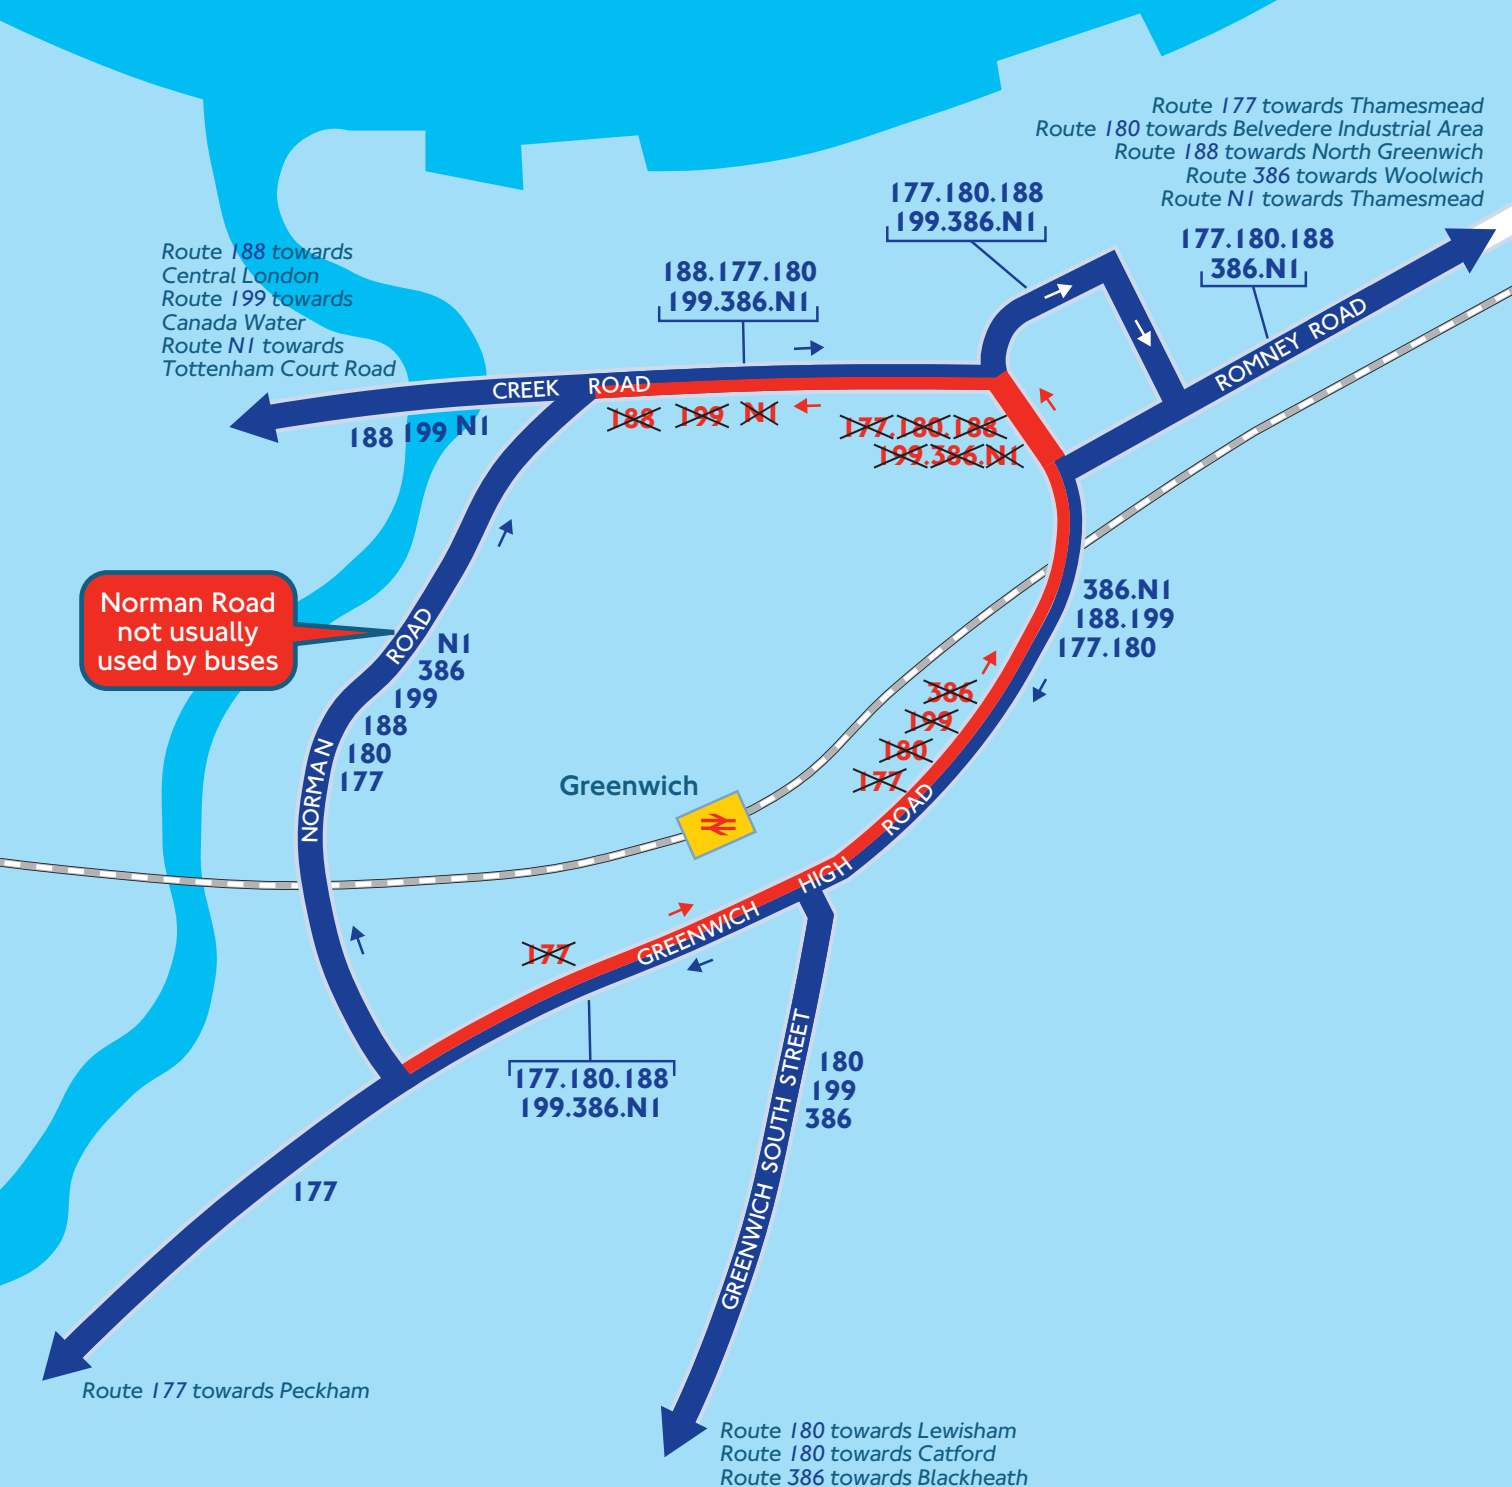 Route 177 towards Thamesmead
Route 180 towards Belvedere Industrial Area
Route 188 towards North Greenwich
Route 386 towards Woolwich
Route N1 towards Thamesmead
177.180.188
199.386.N1
177.180.188
386.N1
Route 188 towards
Central London
Route 199 towards
Canada Water
Route N1 towards
Tottenham Court Road
188.177.180
199.386.N1
ROMNEY ROAD
CREEK ROAD
188 199 N1
188 199 N1
177.180.188
199.386.N1
Norman Road
not usually
used by buses
NORMAN ROAD
N1
386
199
188
180
177
386.N1
188.199
177.180
386
199
180
177
Greenwich
GREENWICH HIGH ROAD
177
177.180.188
199.386.N1
GREENWICH SOUTH STREET
180
199
386
177
Route 177 towards Peckham
Route 180 towards Lewisham
Route 180 towards Catford
Route 386 towards Blackheath